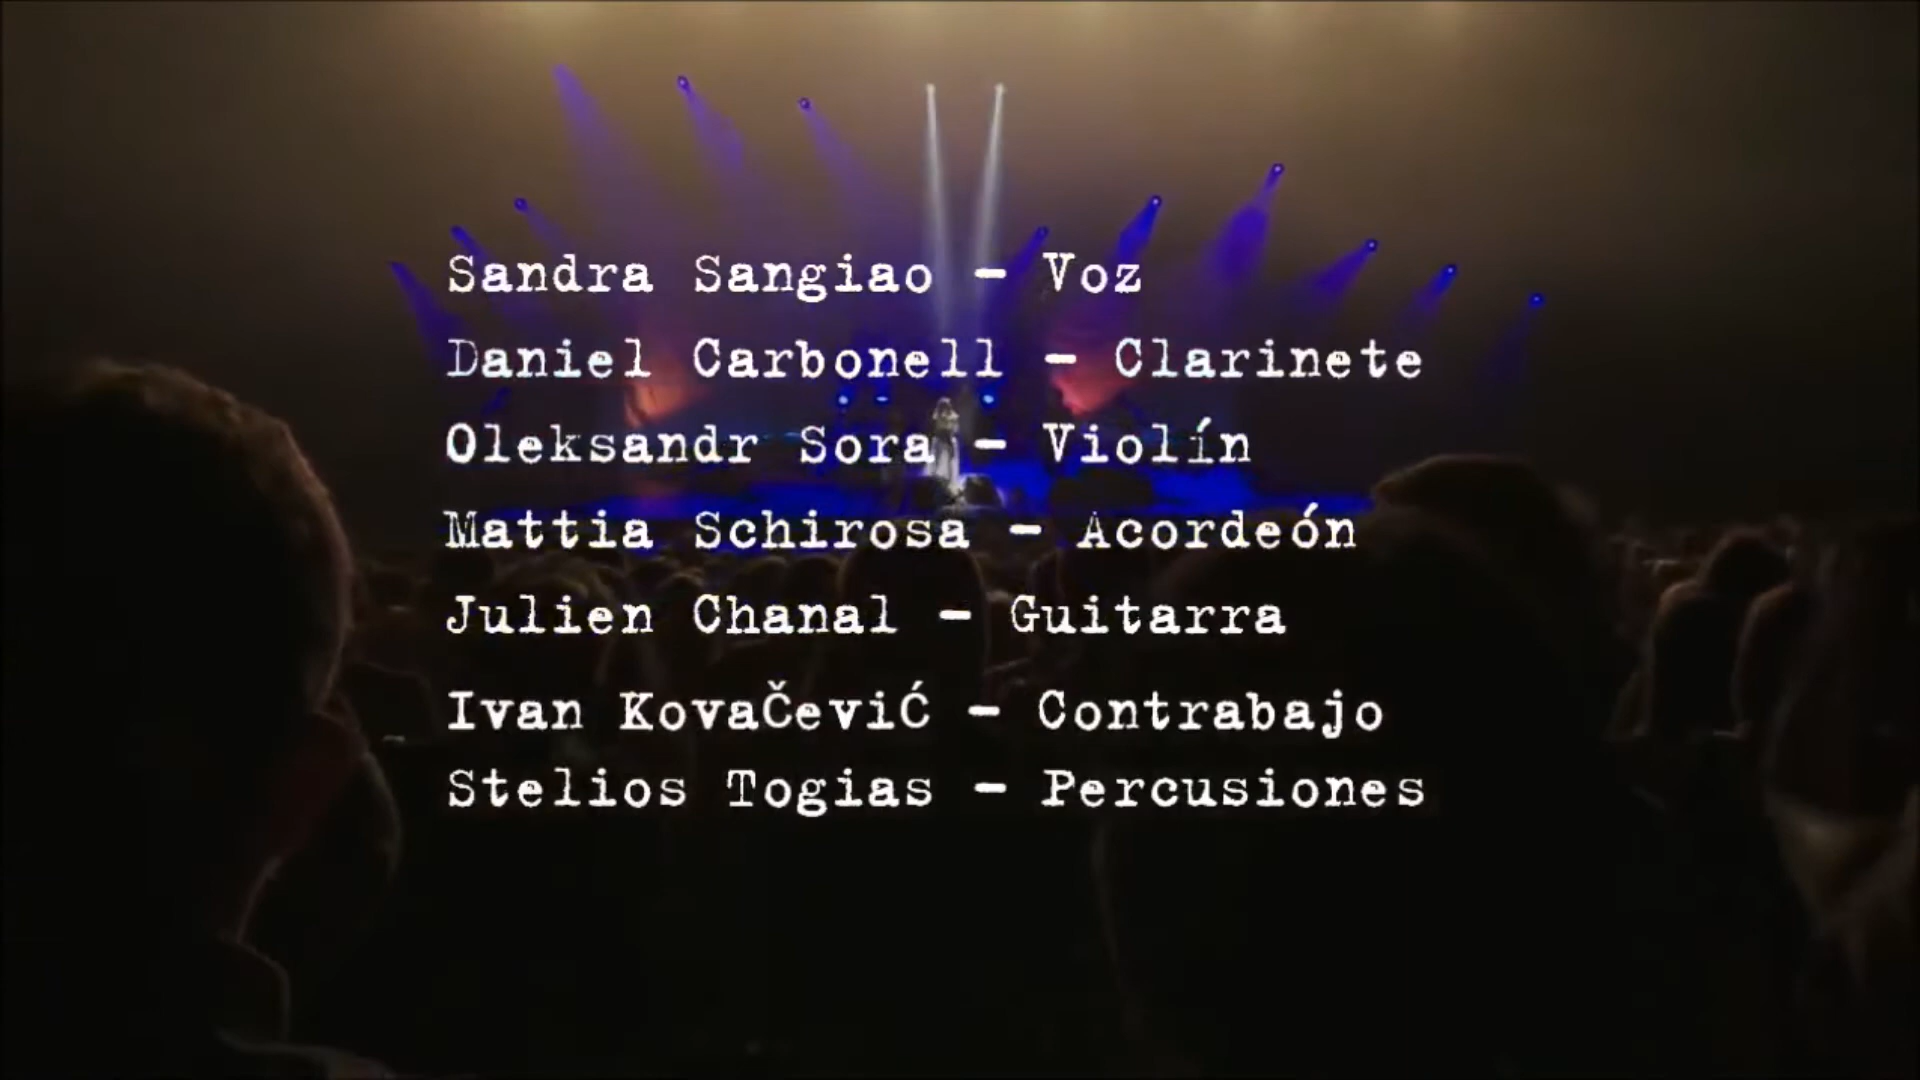 Sandra Sangiao - Voz
Daniel Carbonell - Clarinete
Oleksandr Sora - Violín
Mattia Schirosa - Acordeón
Julien Chanal - Guitarra
Ivan KovaČeviĆ - Contrabajo
Stelios Togias - Percusiones